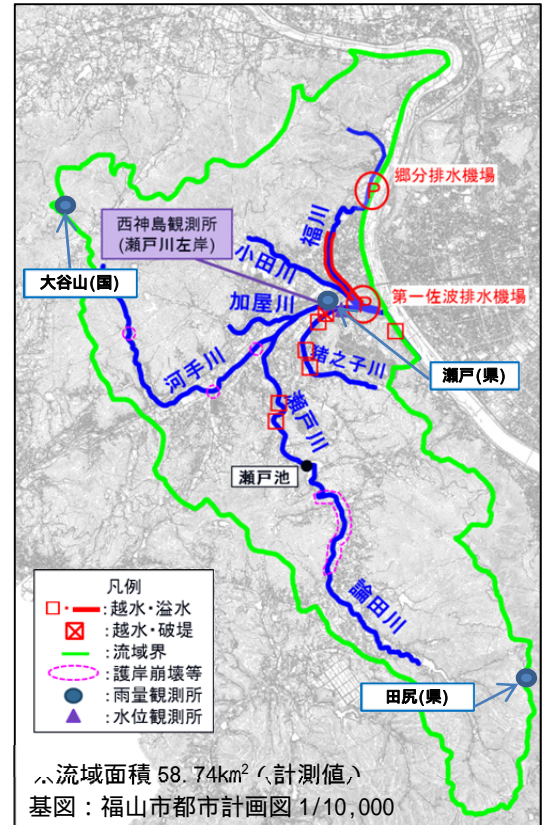 郷分排水機場
P
西神島観測所
(瀬戸川左岸)
福川
大谷山(国)
小田川
P
第一佐波排水機場
加屋川
河手川
猪之子川
瀬戸(県)
瀬戸川
瀬戸池
論田川
田尻(県)
凡例
□・━:越水・溢水
:越水・破堤
:流域界
:護岸崩壊等
:雨量観測所
:水位観測所
流域面積 58.74km²(計測値)
基図:福山市都市計画図 1/10,000